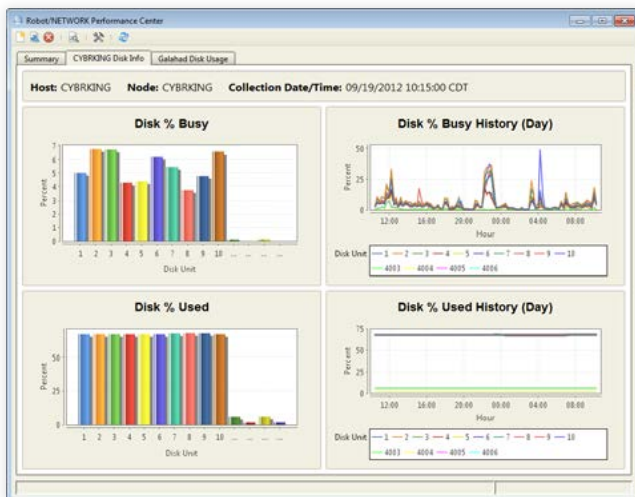 Robot/NETWORK Performance Center
Summary
CYBRKING Disk Info
Galahad Disk Usage
Host: CYBRKING Node: CYBRKING Collection Date/Time: 09/19/2012 10:15:00 CDT
Disk % Busy
Percent
7
6
5
4
3
2
1
0
1 2 3 4 5 6 7 8 9 10 ... ... ... ...
Disk Unit
Disk % Busy History (Day)
Percent
50
25
0
12:00 16:00 20:00 00:00 04:00 08:00
Hour
Disk Unit 1 2 3 4 5 6 7 8 9 10
4003 4004 4005 4006
Disk % Used
Percent
50
25
0
1 2 3 4 5 6 7 8 9 10 ... ... ... ...
Disk Unit
Disk % Used History (Day)
Percent
75
50
25
0
12:00 16:00 20:00 00:00 04:00 08:00
Hour
Disk Unit 1 2 3 4 5 6 7 8 9 10
4003 4004 4005 4006